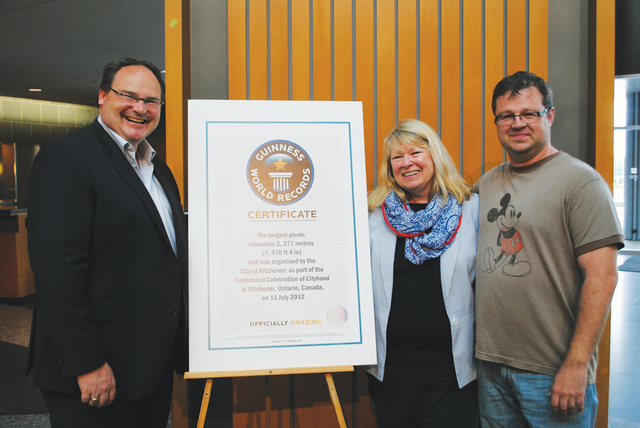 GUINNESS
WORLD
RECORDS
CERTIFICATE
The longest picnic
measures 2, 277 metres
(7, 470 ft 4 in)
and was organised by the
City of Kitchener: as part of the
Centennial Celebration of Cityhood
in Kitchener, Ontario, Canada,
on 15 July 2012
OFFICIALLY AMAZING